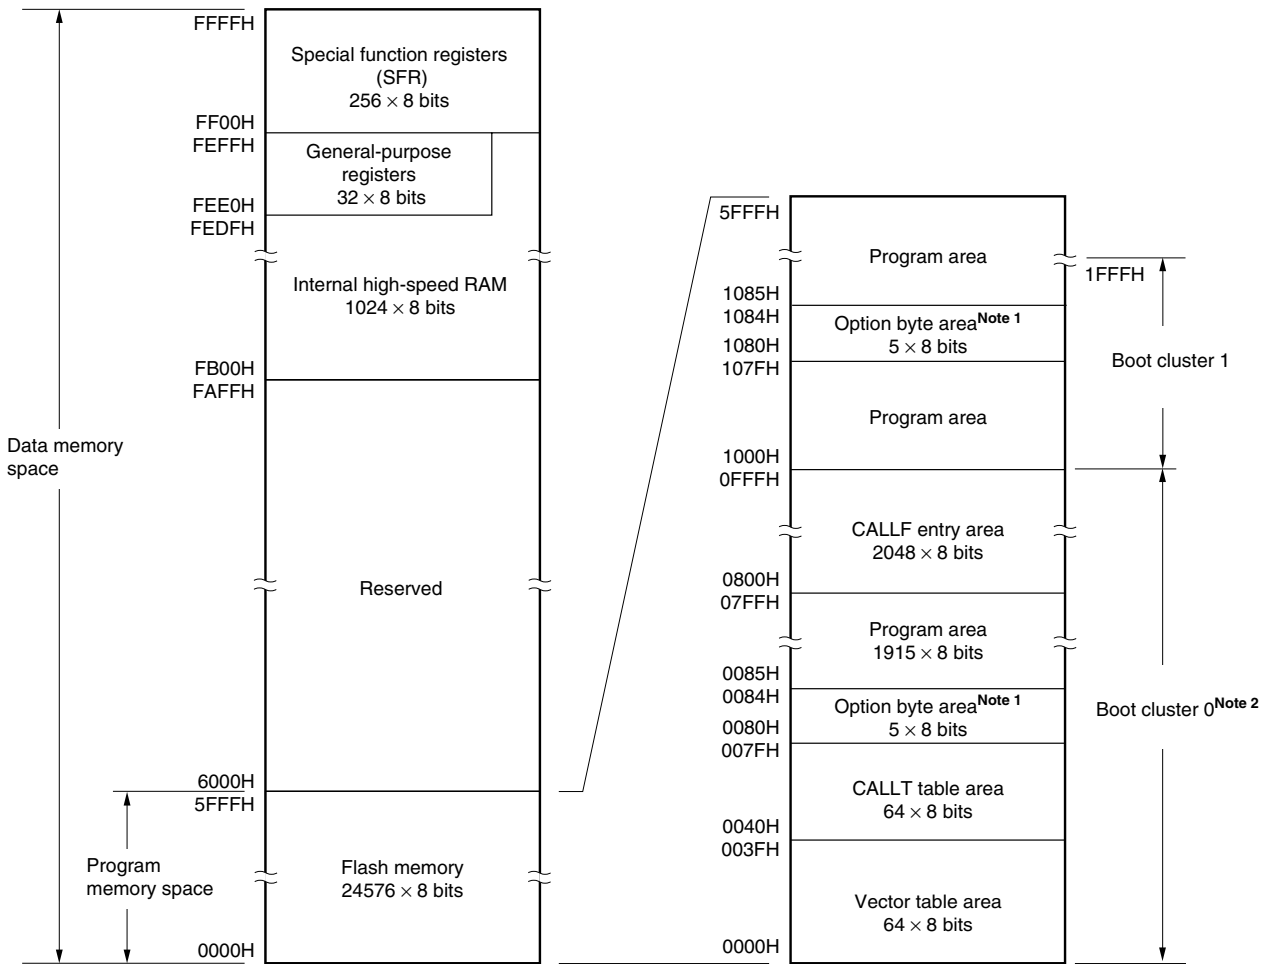 FFFFH
Special function registers
(SFR)
256 × 8 bits
FF00H
FEFFH
General-purpose
registers
32 × 8 bits
FEE0H
FEDFH
Internal high-speed RAM
1024 × 8 bits
FB00H
FAFFH
Data memory
space
Reserved
6000H
5FFFH
Program
memory space
Flash memory
24576 × 8 bits
0000H
5FFFH
Program area
1FFFH
1085H
1084H
Option byte areaNote 1
5 × 8 bits
1080H
107FH
Boot cluster 1
Program area
1000H
0FFFH
CALLF entry area
2048 × 8 bits
0800H
07FFH
Program area
1915 × 8 bits
0085H
0084H
Option byte areaNote 1
5 × 8 bits
Boot cluster 0Note 2
0080H
007FH
CALLT table area
64 × 8 bits
0040H
003FH
Vector table area
64 × 8 bits
0000H